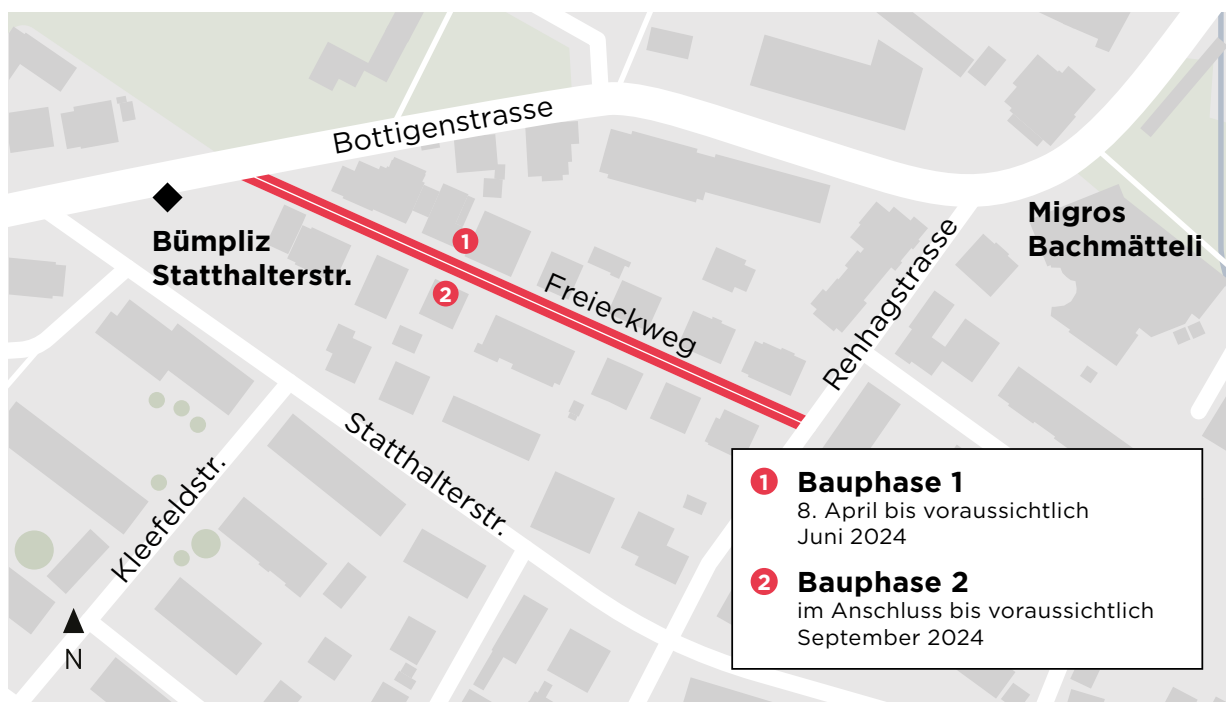 Bottigenstrasse
Bümpliz
Statthalterstr.
Migros
Bachmätteli
1
2
Freieckweg
Rehhagstrasse
Statthalterstr.
Kleefeldstr.
N
1 Bauphase 1
8. April bis voraussichtlich
Juni 2024
2 Bauphase 2
im Anschluss bis voraussichtlich
September 2024